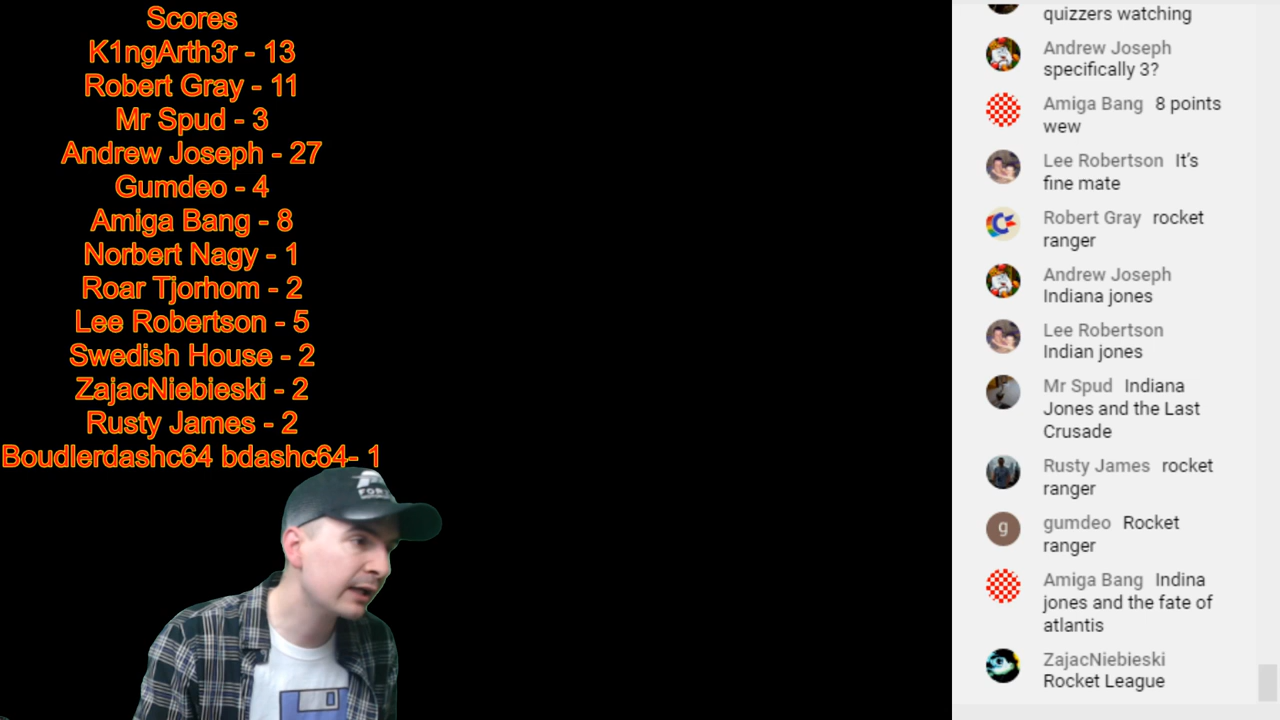 Scores
K1ngArth3r - 13
Robert Gray - 11
Mr Spud - 3
Andrew Joseph - 27
Gumdeo - 4
Amiga Bang - 8
Norbert Nagy - 1
Roar Tjorhom - 2
Lee Robertson - 5
Swedish House - 2
ZajacNiebieski - 2
Rusty James - 2
Boudlerdashc64 bdashc64- 1
quizzers watching
Andrew Joseph
specifically 3?
Amiga Bang 8 points
wew
Lee Robertson It’s
fine mate
Robert Gray rocket
ranger
Andrew Joseph
Indiana jones
Lee Robertson
Indian jones
Mr Spud Indiana
Jones and the Last
Crusade
Rusty James rocket
ranger
g
gumdeo Rocket
ranger
Amiga Bang Indina
jones and the fate of
atlantis
ZajacNiebieski
Rocket League